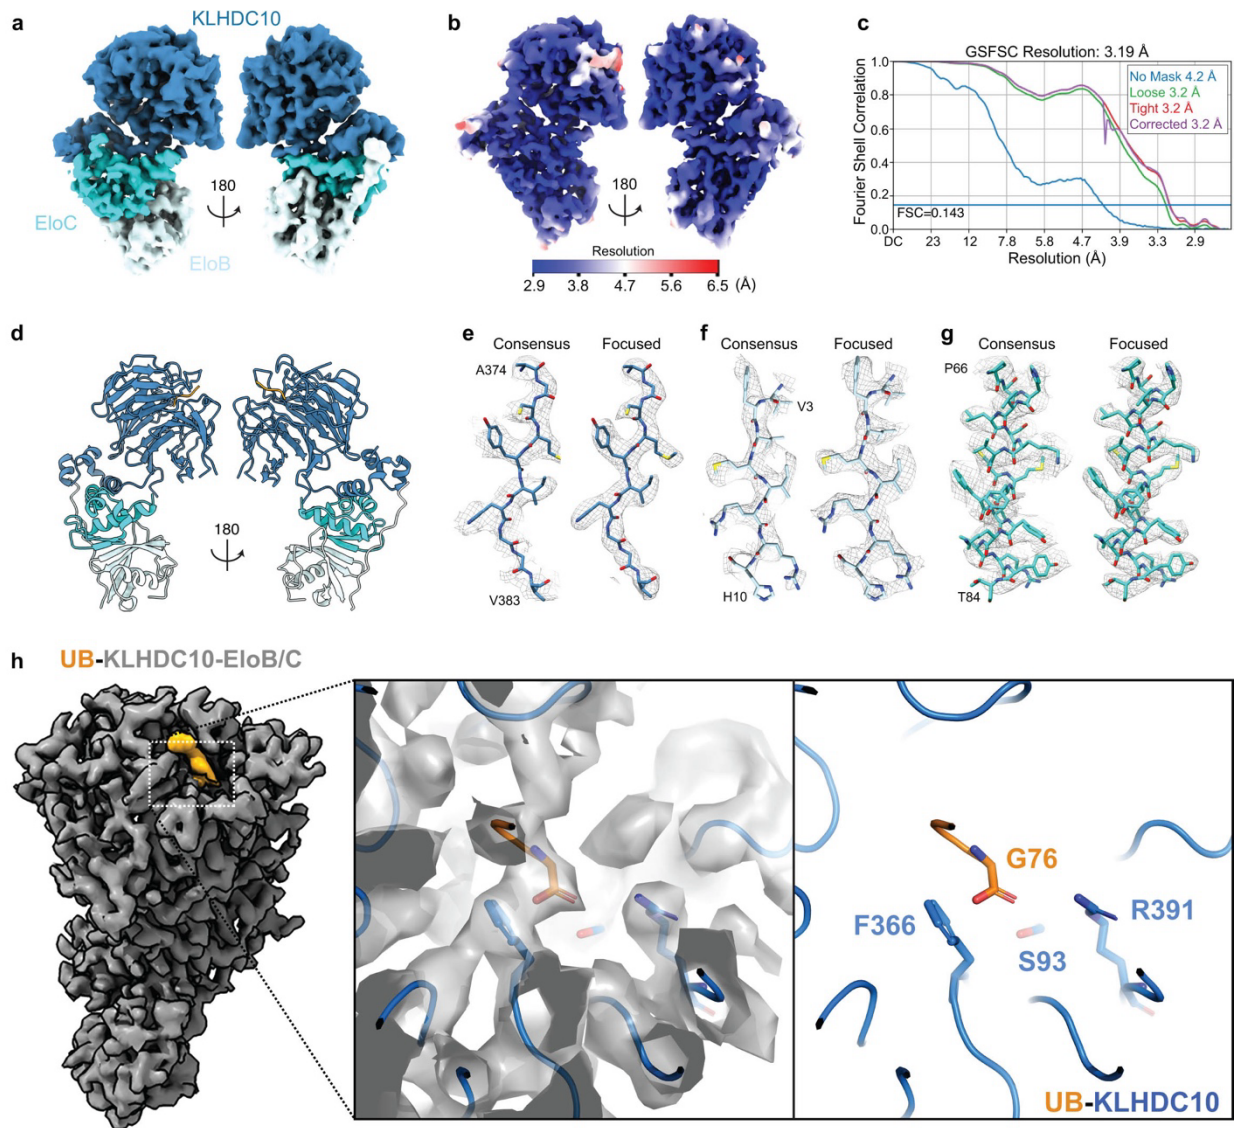 a
KLHDC10
EloC
EloB
180
b
180
Resolution
2.9 3.8 4.7 5.6 6.5 (Å)
c
GSFSC Resolution: 3.19 Å
No Mask 4.2 Å
Loose 3.2 Å
Tight 3.2 Å
Corrected 3.2 Å
Fourier Shell Correlation
1.0
0.8
0.6
0.4
0.2
0.0
FSC=0.143
DC 23 12 7.8 5.8 4.7 3.9 3.3 2.9
Resolution (Å)
d
180
e
Consensus Focused
A374
V383
f
Consensus Focused
V3
H10
g
Consensus Focused
P66
T84
h
UB-KLHDC10-EloB/C
G76
F366
R391
S93
UB-KLHDC10